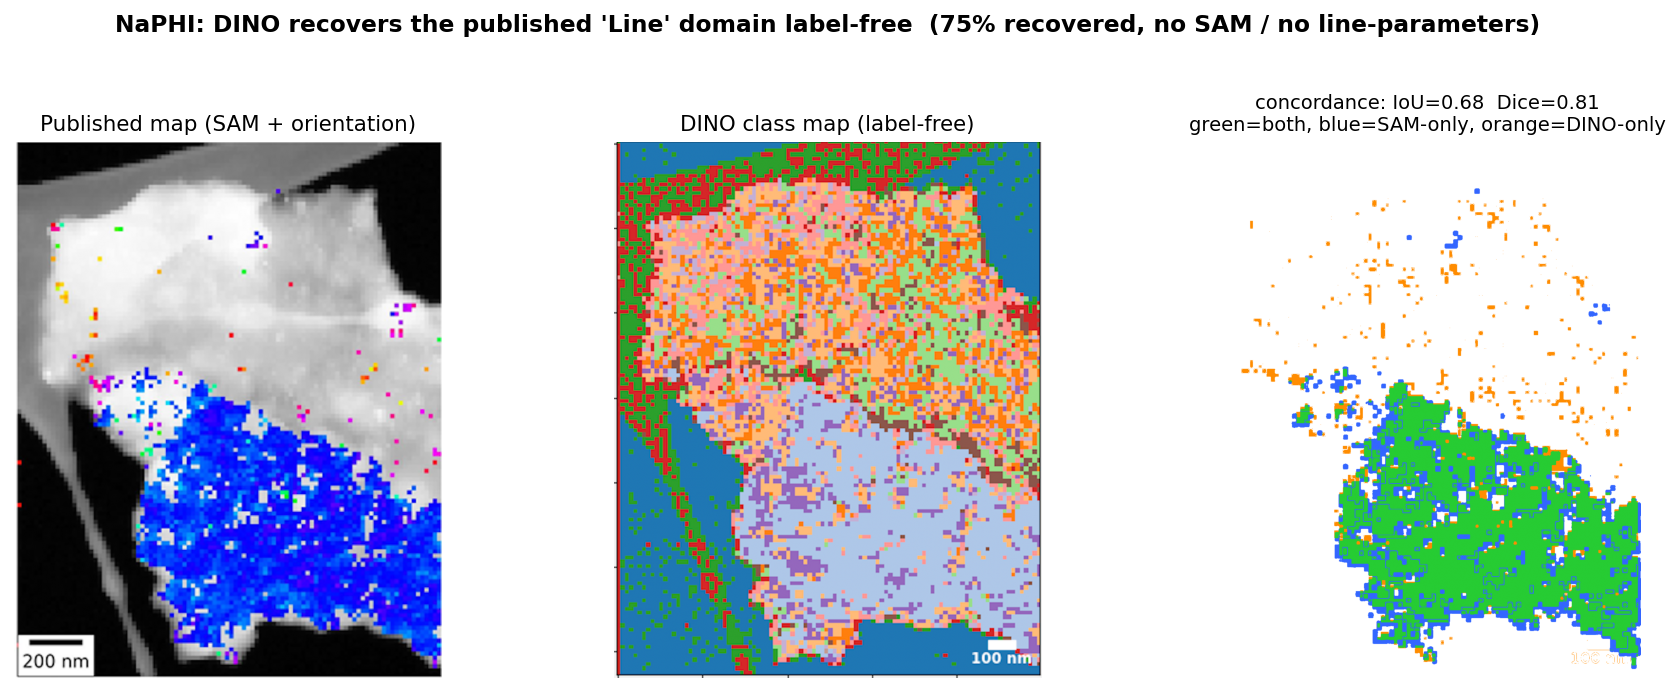 NaPHI: DINO recovers the published 'Line' domain label-free  (75% recovered, no SAM / no line-parameters)
Published map (SAM + orientation)
DINO class map (label-free)
concordance: IoU=0.68  Dice=0.81
green=both, blue=SAM-only, orange=DINO-only
200 nm
100 nm
100 nm